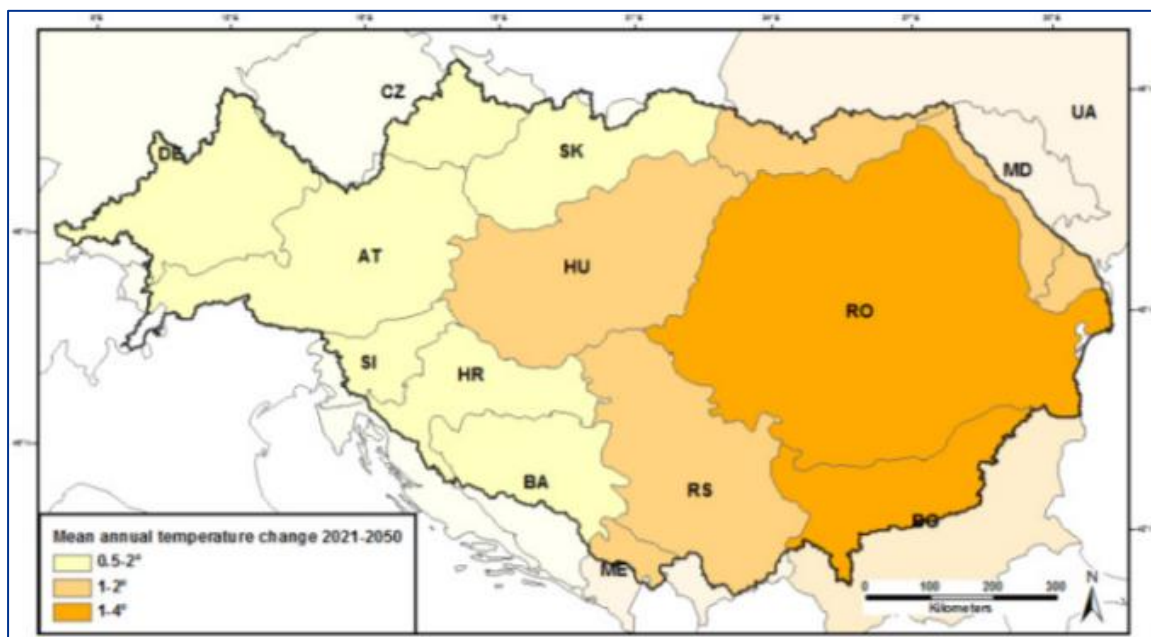 CZ
UA
DE
SK
MD
AT
HU
RO
SI
HR
BA
RS
BG
ME
Mean annual temperature change 2021-2050
0.5-2°
1-2°
1-4°
N
0 100 200 300
Kilometers